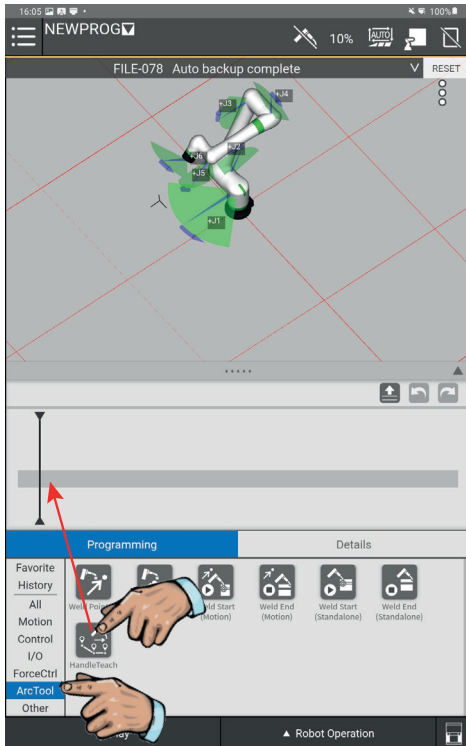 16:05 100%
NEWPROG
10% AUTO
FILE-078 Auto backup complete RESET
+J4
+J3
+J2
+J6
+J5
+J1
Programming Details
Favorite
History
All
Motion
Control
I/O
ForceCtrl
ArcTool
Other
Weld Start
(Motion)
Weld End
(Motion)
Weld Start
(Standalone)
Weld End
(Standalone)
HandleTeach
Robot Operation